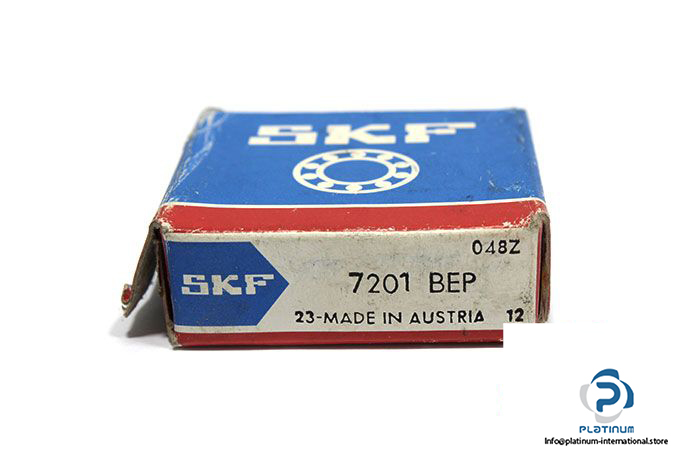 SKF
048Z
SKF
7201 BEP
23-MADE IN AUSTRIA 12
PLATINUM
Info@platinum-international.store